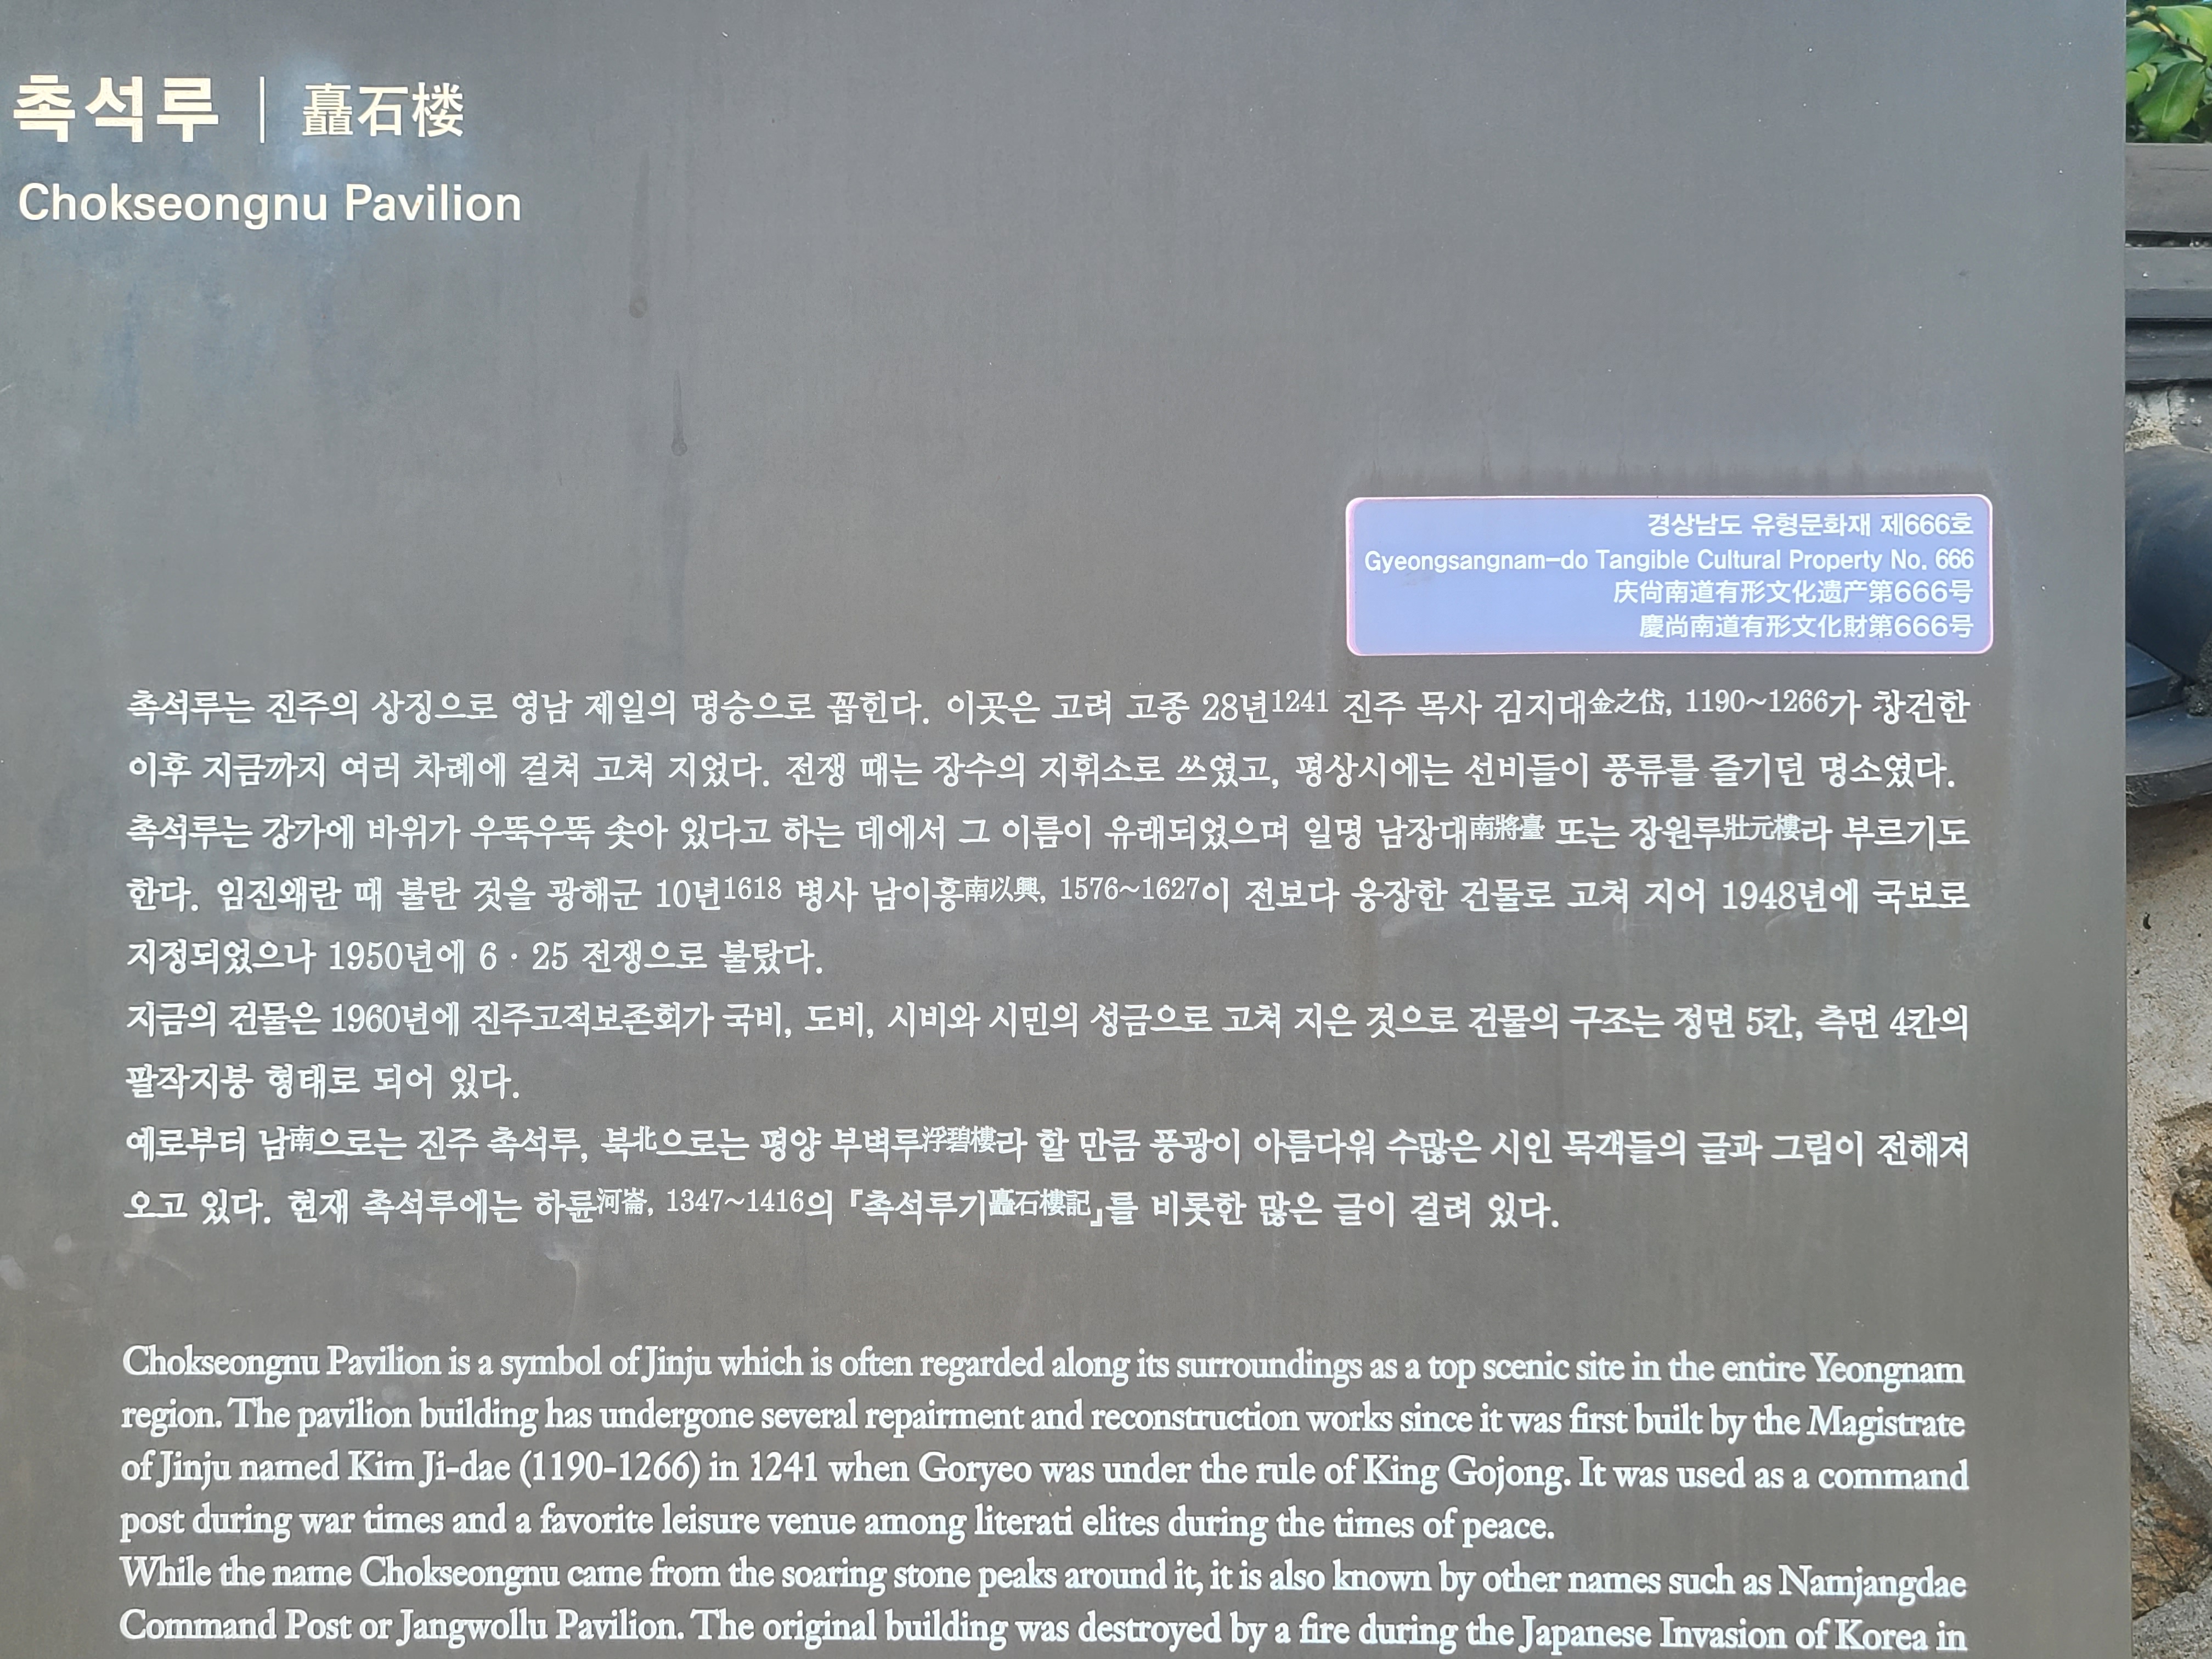 촉석루 | 矗石楼
Chokseongnu Pavilion
경상남도 유형문화재 제666호
Gyeongsangnam-do Tangible Cultural Property No. 666
庆尙南道有形文化遗产第666号
慶尚南道有形文化財第666号
촉석루는 진주의 상징으로 영남 제일의 명승으로 꼽힌다. 이곳은 고려 고종 28년1241 진주 목사 김지대金之岱, 1190~1266가 창건한
이후 지금까지 여러 차례에 걸쳐 고쳐 지었다. 전쟁 때는 장수의 지휘소로 쓰였고, 평상시에는 선비들이 풍류를 즐기던 명소였다.
촉석루는 강가에 바위가 우뚝우뚝 솟아 있다고 하는 데에서 그 이름이 유래되었으며 일명 남장대南將臺 또는 장원루壯元樓라 부르기도
한다. 임진왜란 때 불탄 것을 광해군 10년1618 병사 남이흥南以興, 1576~1627이 전보다 웅장한 건물로 고쳐 지어 1948년에 국보로
지정되었으나 1950년에 6 · 25 전쟁으로 불탔다.
지금의 건물은 1960년에 진주고적보존회가 국비, 도비, 시비와 시민의 성금으로 고쳐 지은 것으로 건물의 구조는 정면 5칸, 측면 4칸의
팔작지붕 형태로 되어 있다.
예로부터 남南으로는 진주 촉석루, 북北으로는 평양 부벽루浮碧樓라 할 만큼 풍광이 아름다워 수많은 시인 묵객들의 글과 그림이 전해져
오고 있다. 현재 촉석루에는 하륜河崙, 1347~1416의 『촉석루기矗石樓記』를 비롯한 많은 글이 걸려 있다.
Chokseongnu Pavilion is a symbol of Jinju which is often regarded along its surroundings as a top scenic site in the entire Yeongnam
region. The pavilion building has undergone several repairment and reconstruction works since it was first built by the Magistrate
of Jinju named Kim Ji-dae (1190-1266) in 1241 when Goryeo was under the rule of King Gojong. It was used as a command
post during war times and a favorite leisure venue among literati elites during the times of peace.
While the name Chokseongnu came from the soaring stone peaks around it, it is also known by other names such as Namjangdae
Command Post or Jangwollu Pavilion. The original building was destroyed by a fire during the Japanese Invasion of Korea in